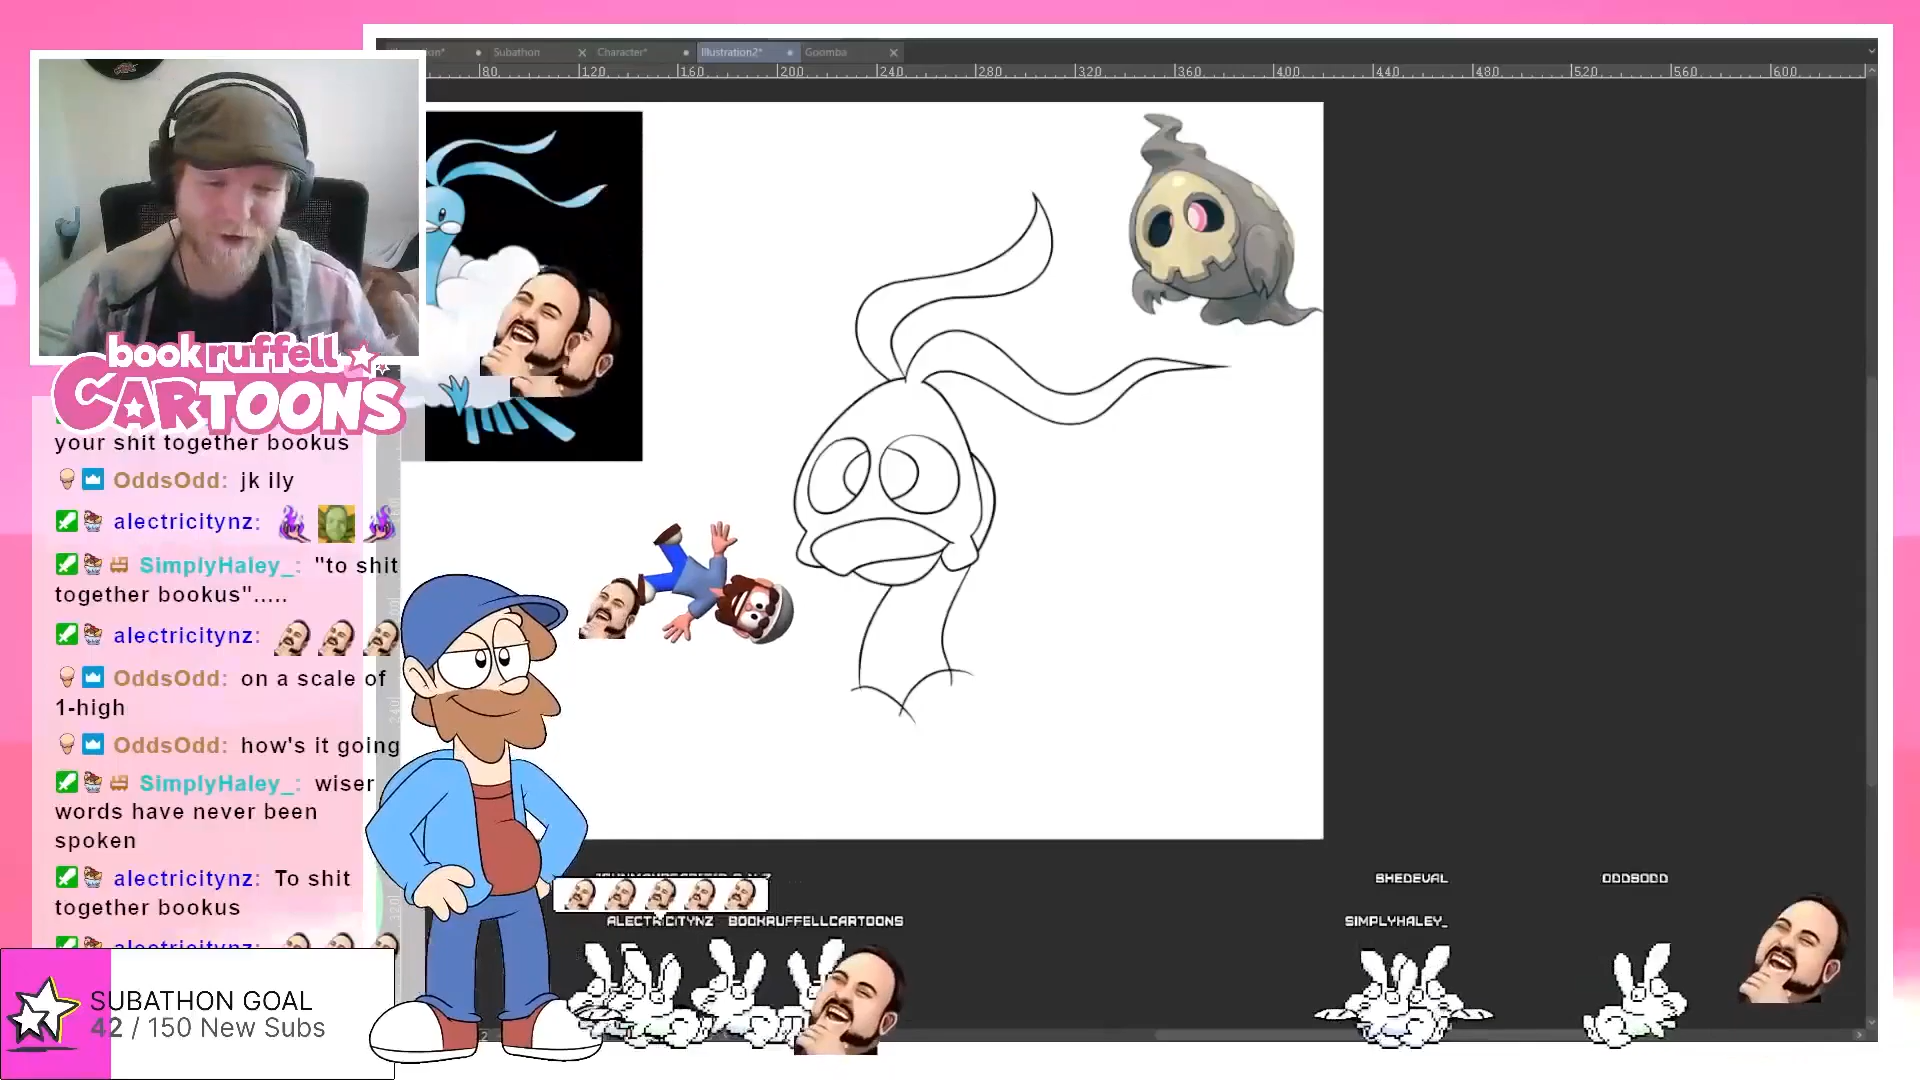 Subathon
Character*
Illustration2*
Goomba
80 120 160 200 240 280 320 360 400 440 480 520 560 600
book ruffell
CARTOONS
your shit together bookus
OddsOdd: jk ily
alectricitynz:
SimplyHaley_: "to shit
together bookus".....
alectricitynz:
OddsOdd: on a scale of
1-high
OddsOdd: how's it going
SimplyHaley_: wiser
words have never been
spoken
alectricitynz: To shit
together bookus
alectricitynz:
SUBATHON GOAL
42 / 150 New Subs
ALECTRICITYNZ
BOOKRUFFELLCARTOONS
SHEDEVAL
SIMPLYHALEY_
ODDSODD